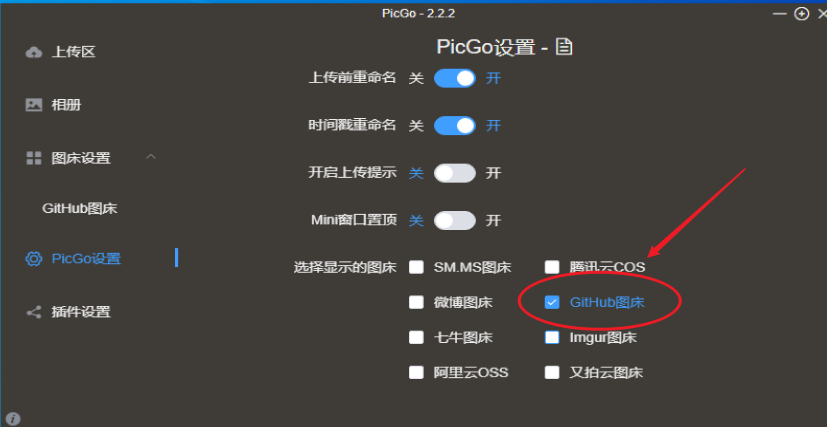 PicGo - 2.2.2
上传区
相册
图床设置
GitHub图床
PicGo设置
插件设置
PicGo设置 -
上传前重命名 关 开
时间戳重命名 关 开
开启上传提示 关 开
Mini窗口置顶 关 开
选择显示的图床 SM.MS图床 腾讯云COS
微博图床 GitHub图床
七牛图床 Imgur图床
阿里云OSS 又拍云图床